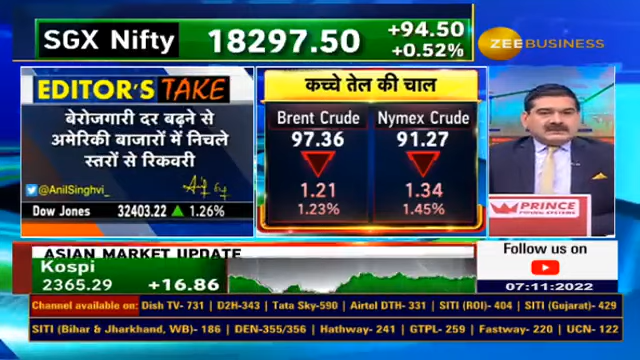 SGX Nifty 18297.50 +94.50 +0.52%
ZEE BUSINESS
EDITOR'S TAKE
बेरोजगारी दर बढ़ने से
अमेरिकी बाजारों में निचले
स्तरों से रिकवरी
@AnilSinghvi_
Dow Jones 32403.22 ▲ 1.26%
कच्चे तेल की चाल
Brent Crude
97.36
1.21
1.23%
Nymex Crude
91.27
1.34
1.45%
PRINCE
ASIAN MARKET UPDATE
Kospi
2365.29 +16.86
Follow us on
07:11:2022
Channel available on: Dish TV- 731 | D2H-343 | Tata Sky-590 | Airtel DTH- 331 | SITI (ROI)- 404 | SITI (Gujarat)- 429
SITI (Bihar & Jharkhand, WB)- 186 | DEN-355/356 | Hathway- 241 | GTPL- 259 | Fastway- 220 | UCN- 122